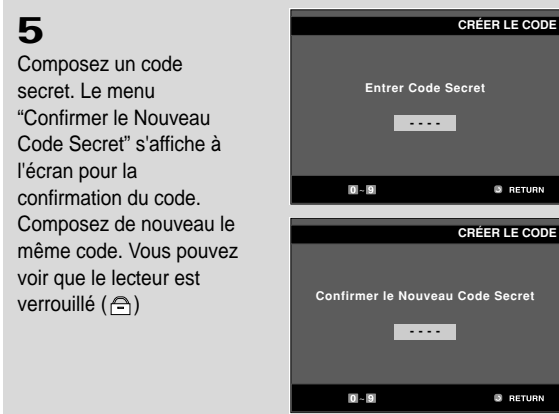 5
Composez un code
secret. Le menu
“Confirmer le Nouveau
Code Secret” s'affiche à
l'écran pour la
confirmation du code.
Composez de nouveau le
même code. Vous pouvez
voir que le lecteur est
verrouillé ( )
CRÉER LE CODE
Entrer Code Secret
- - - -
0 ~ 9 RETURN
CRÉER LE CODE
Confirmer le Nouveau Code Secret
- - - -
0 ~ 9 RETURN